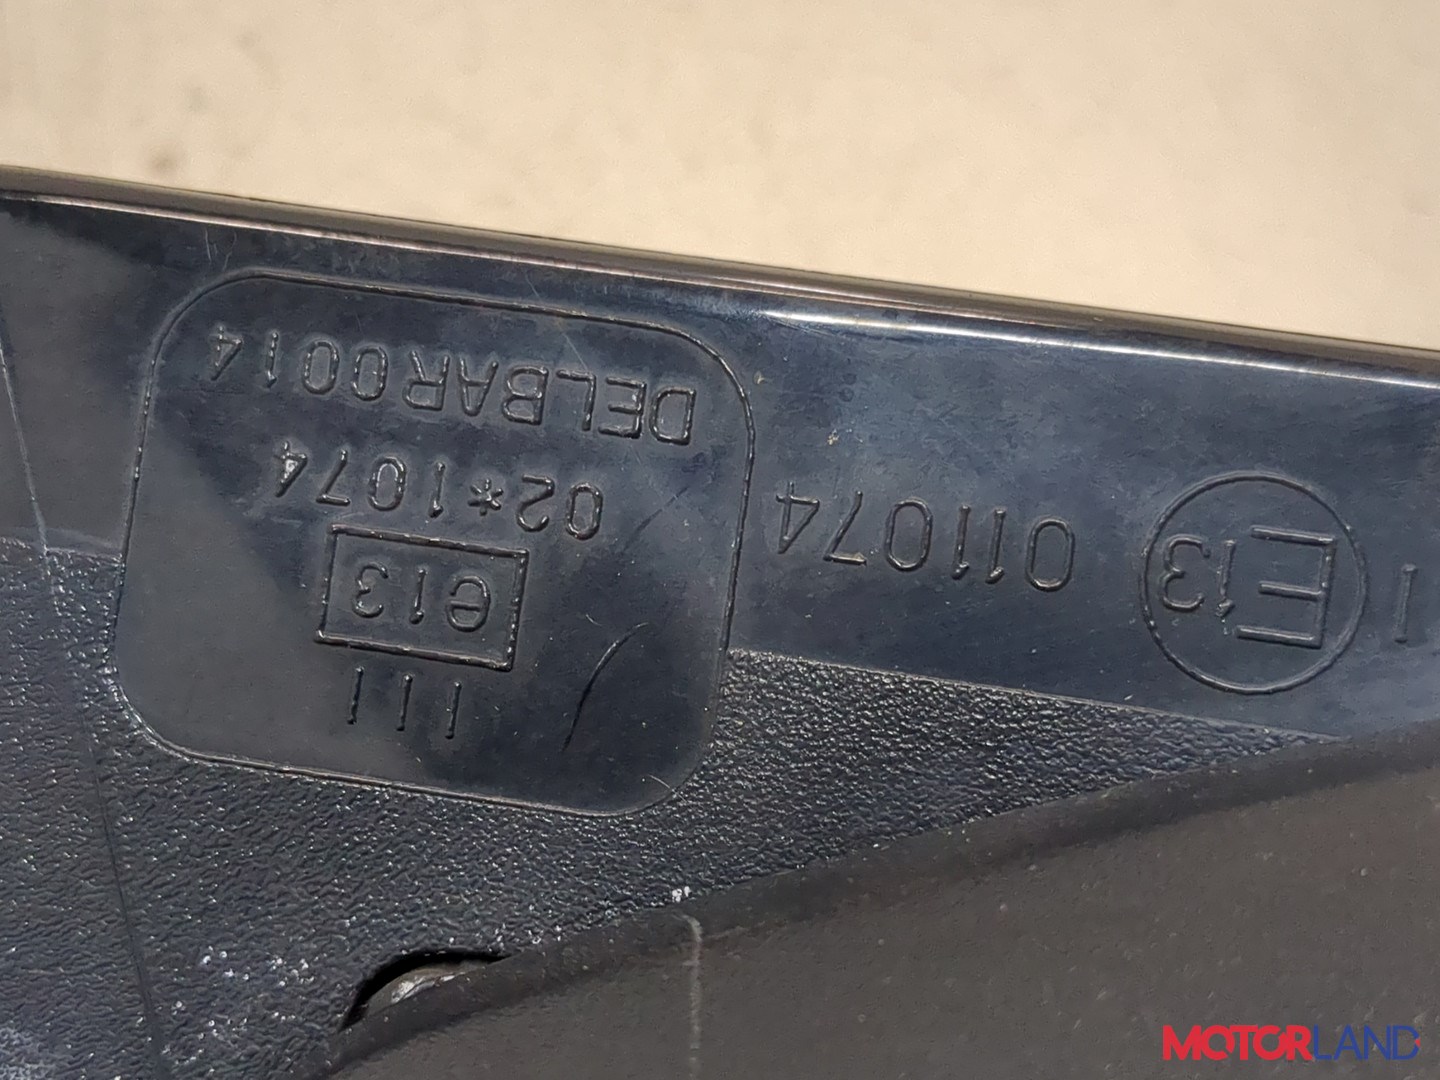 I E13 011074
III
e13
02*1074
DELBAR0014
MOTORLAND